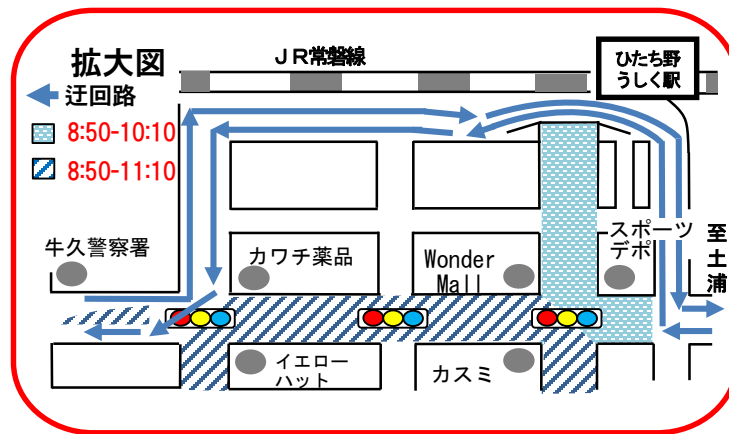 拡大図
迂回路
8:50-10:10
8:50-11:10
JR常磐線
ひたち野
うしく駅
牛久警察署
カワチ薬品
Wonder
Mall
スポーツ
デポ
至土浦
イエロー
ハット
カスミ